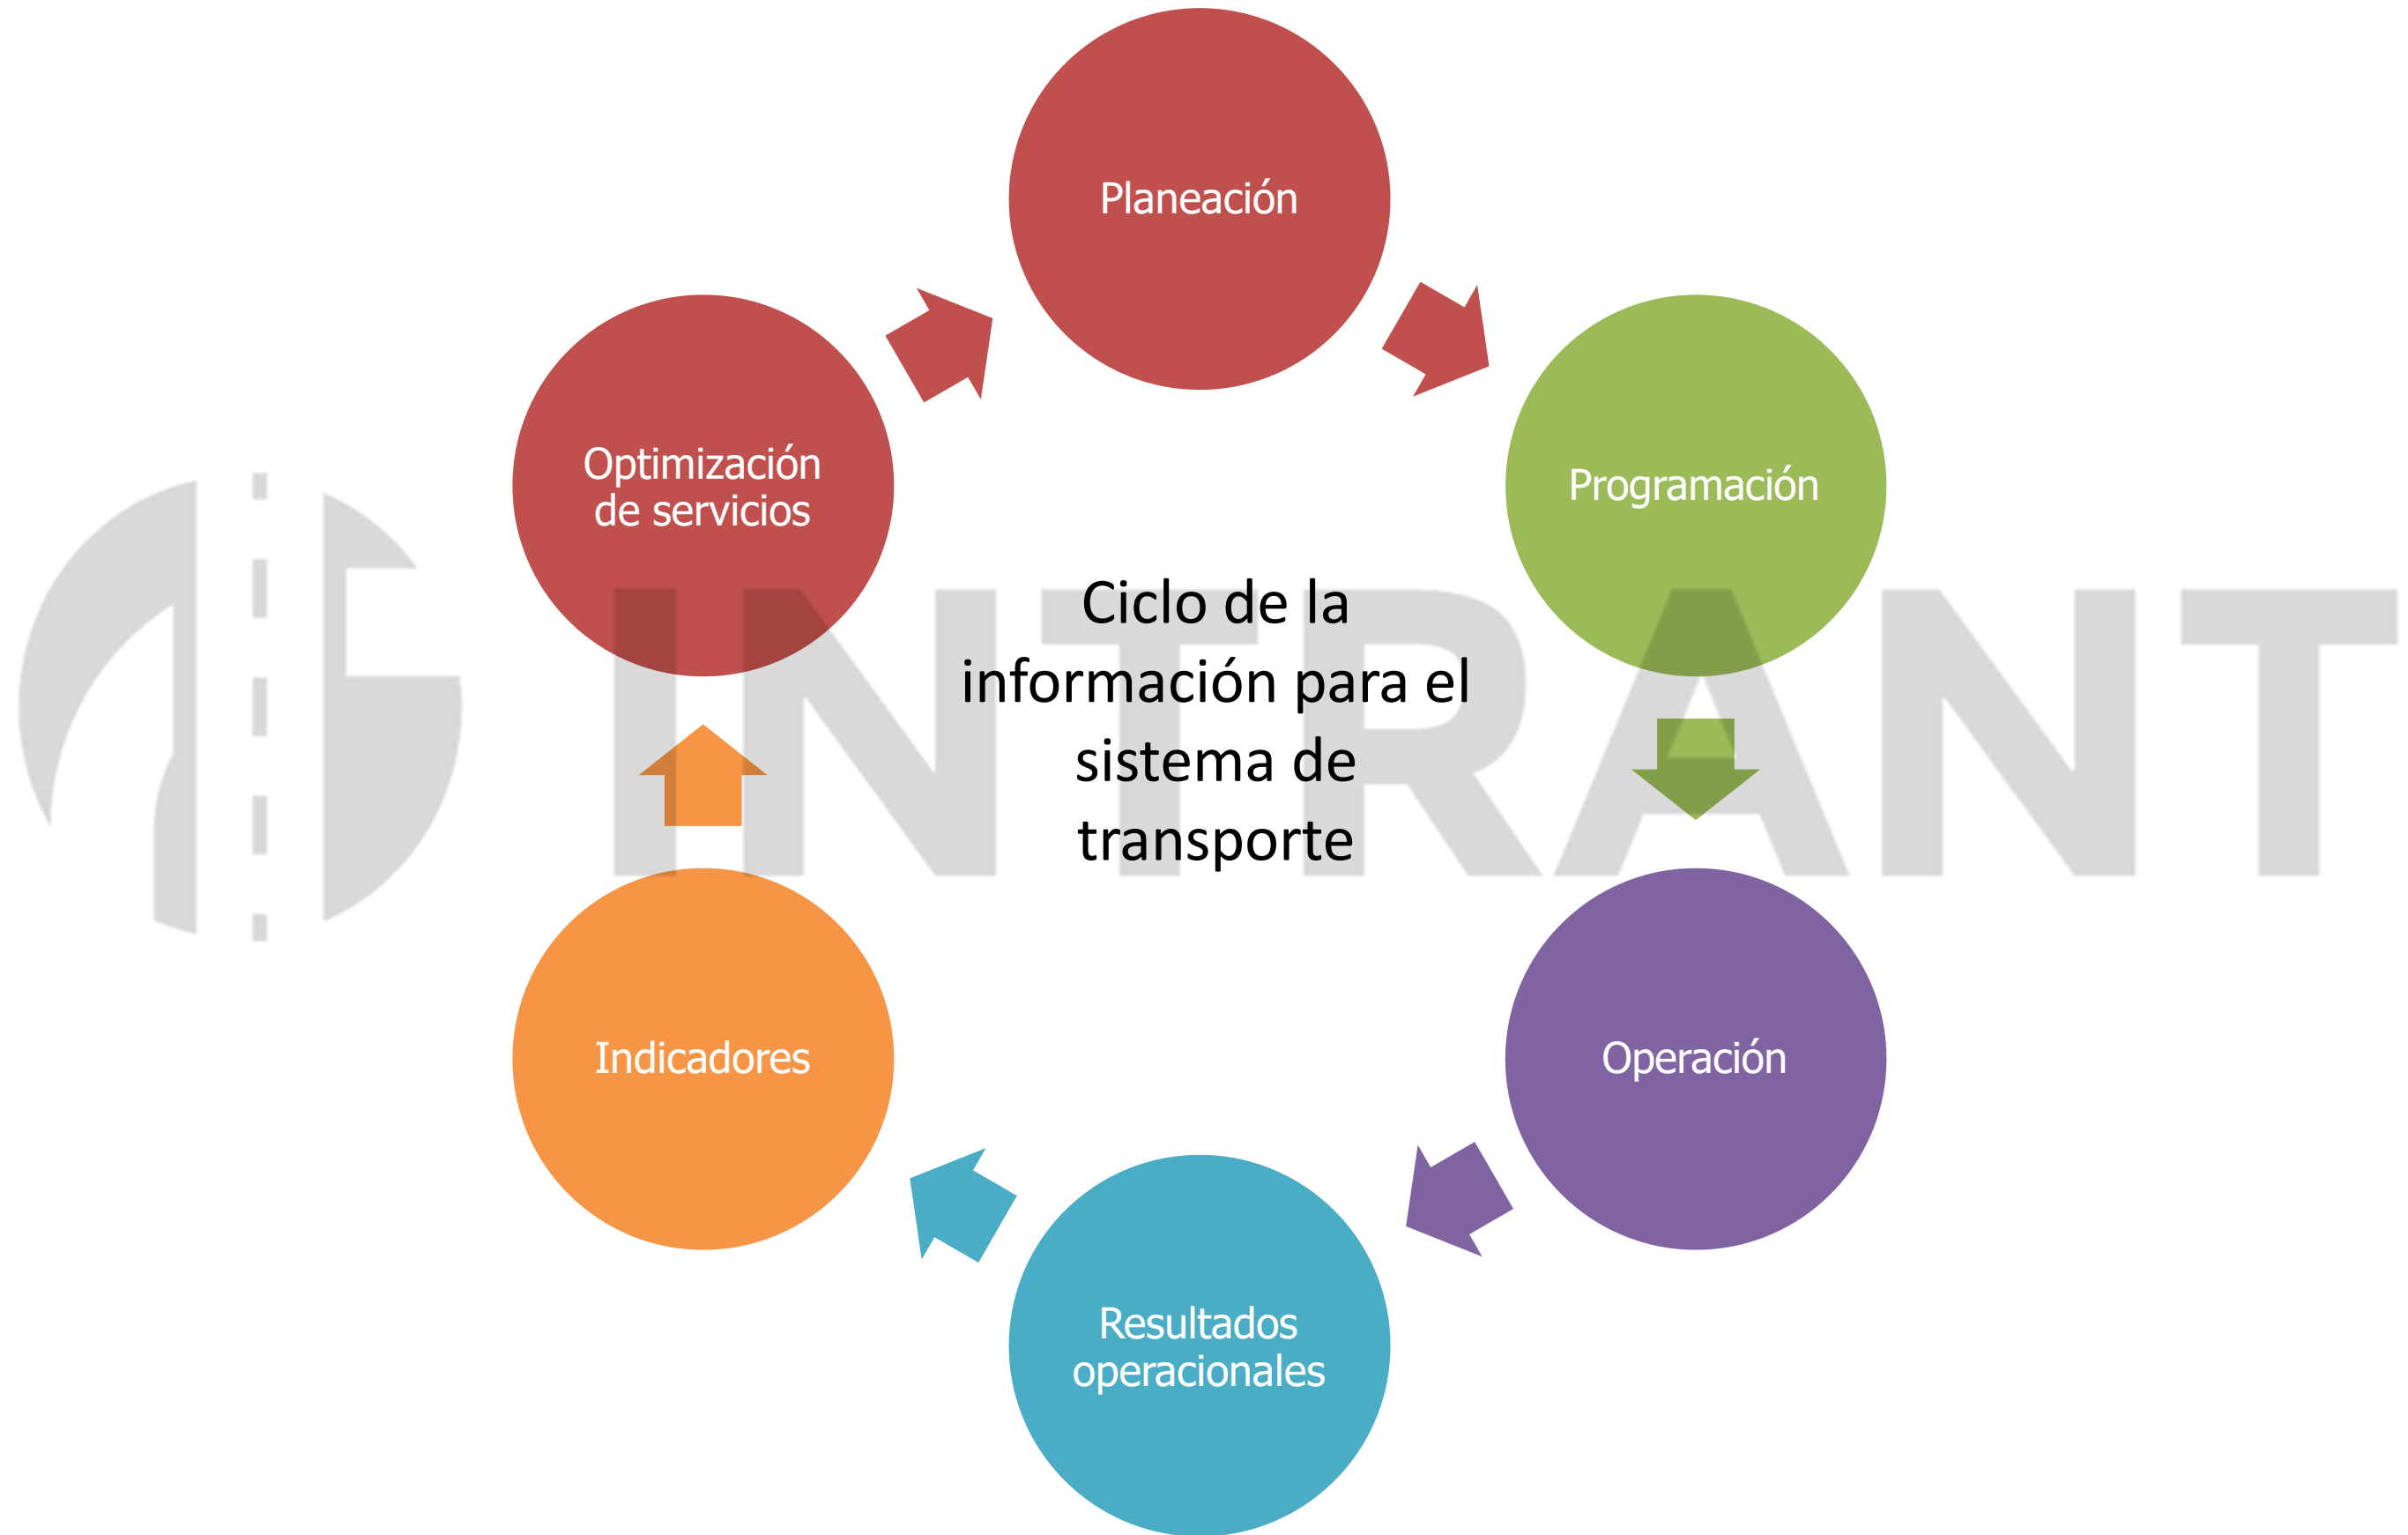 Planeación
Programación
Operación
Resultados
operacionales
Indicadores
Optimización
de servicios
Ciclo de la
información para el
sistema de
transporte
INTRANT